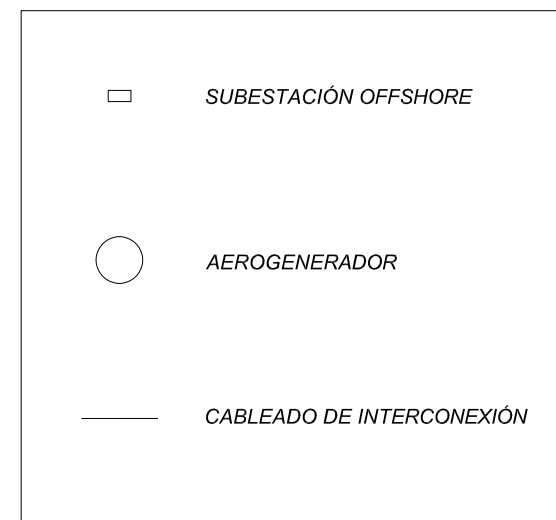 SUBESTACIÓN OFFSHORE
AEROGENERADOR
CABLEADO DE INTERCONEXIÓN